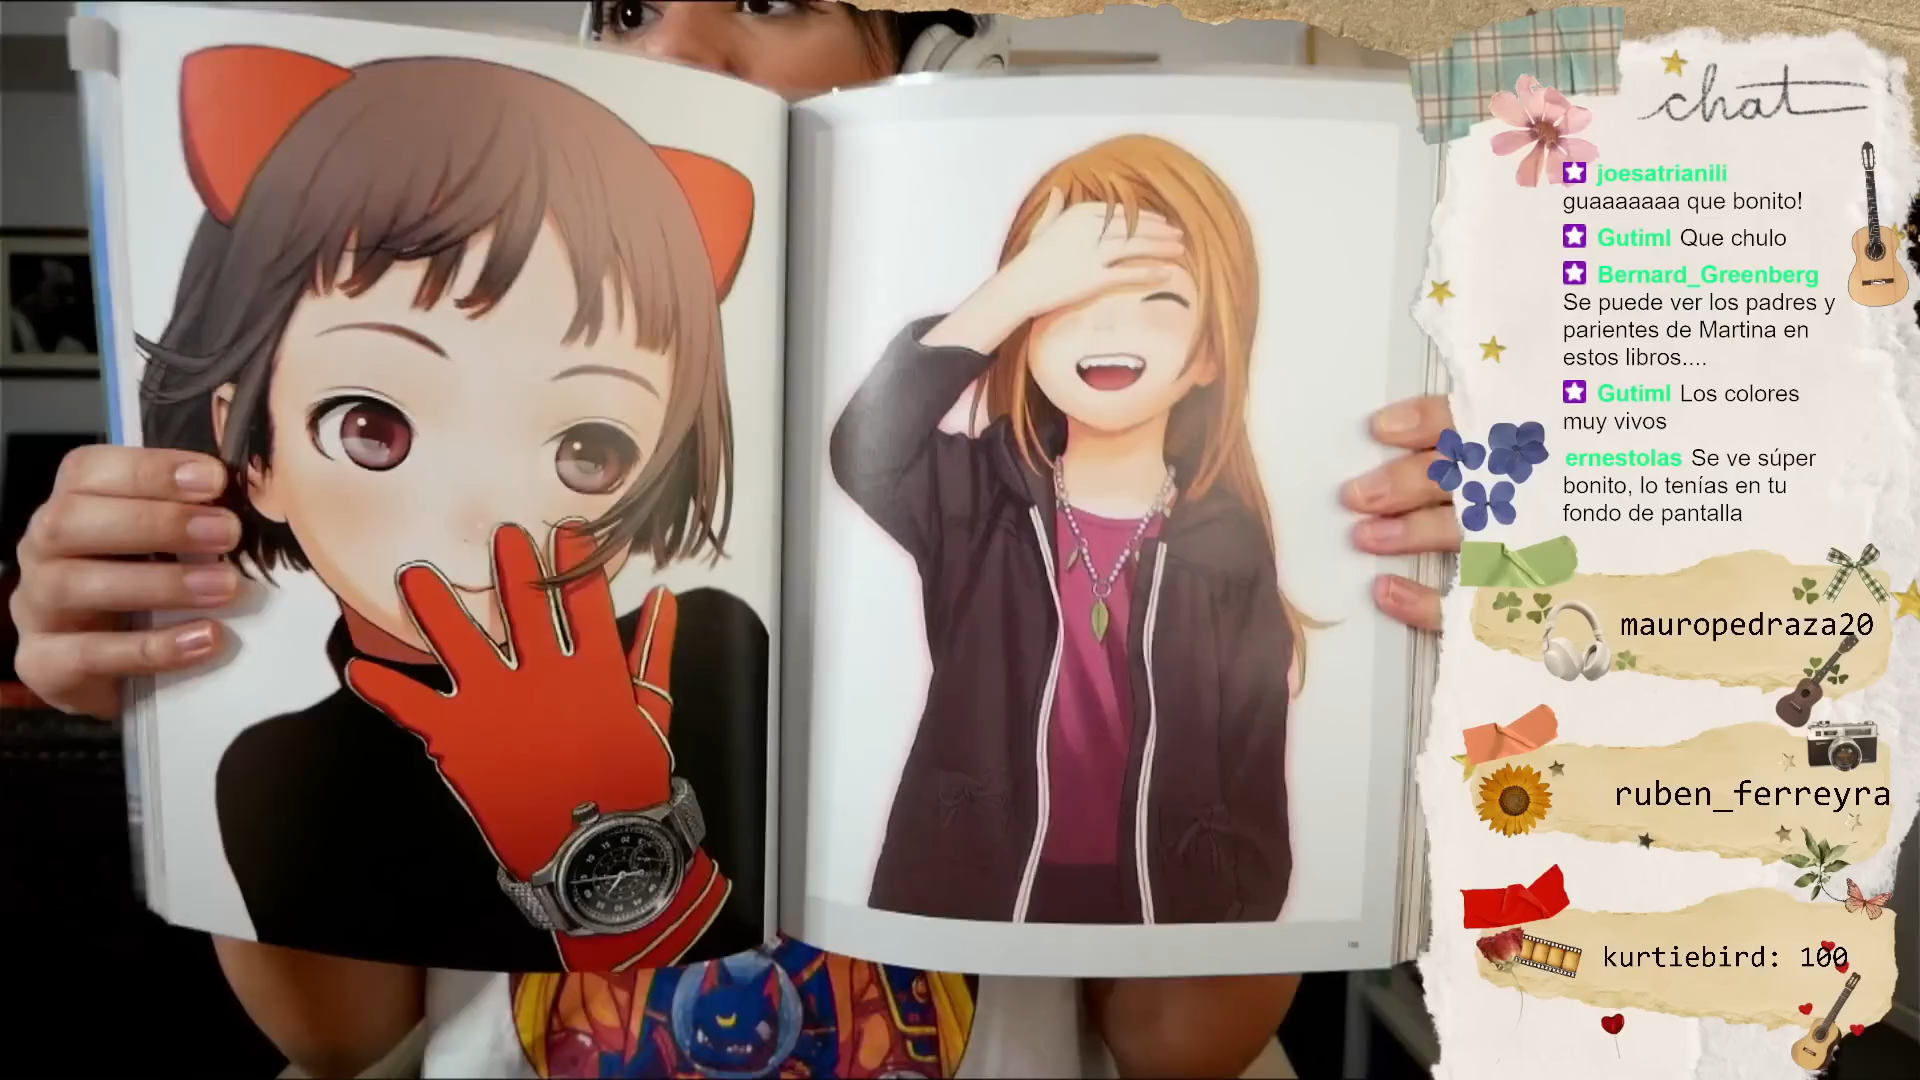 chat
joesatrianili
guaaaaaaa que bonito!
Gutiml Que chulo
Bernard_Greenberg
Se puede ver los padres y
parientes de Martina en
estos libros....
Gutiml Los colores
muy vivos
ernestolas Se ve súper
bonito, lo tenías en tu
fondo de pantalla
mauropedraza20
ruben_ferreyra
kurtiebird: 100